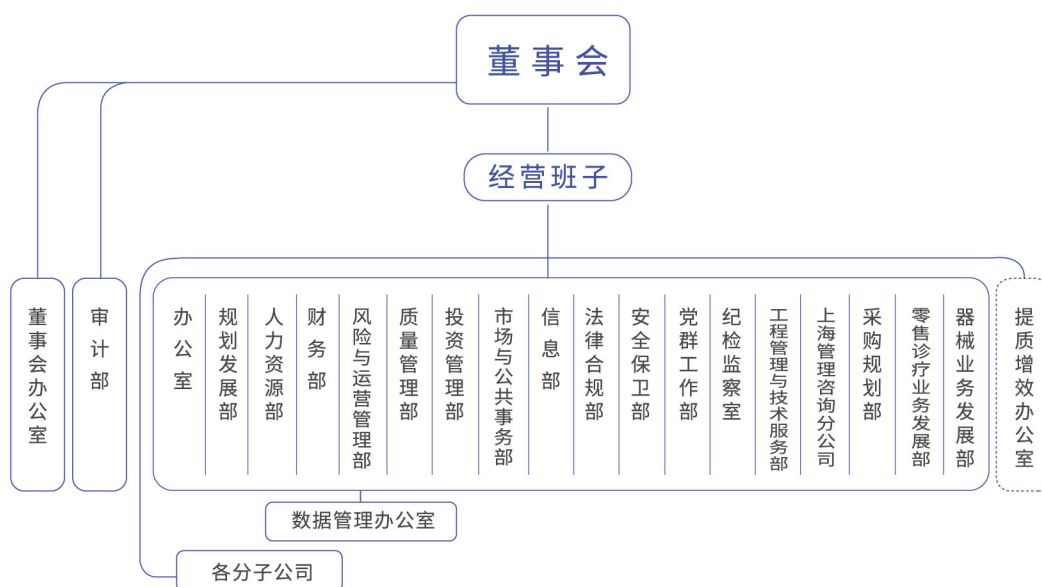 董事会
经营班子
董事会办公室
审计部
办公室
规划发展部
人力资源部
财务部
风险与运营管理部
质量管理部
投资管理部
市场与公共事务部
信息部
法律合规部
安全保卫部
党群工作部
纪检监察室
工程管理与技术服务部
上海管理咨询分公司
采购规划部
零售诊疗业务发展部
器械业务发展部
提质增效办公室
数据管理办公室
各分子公司